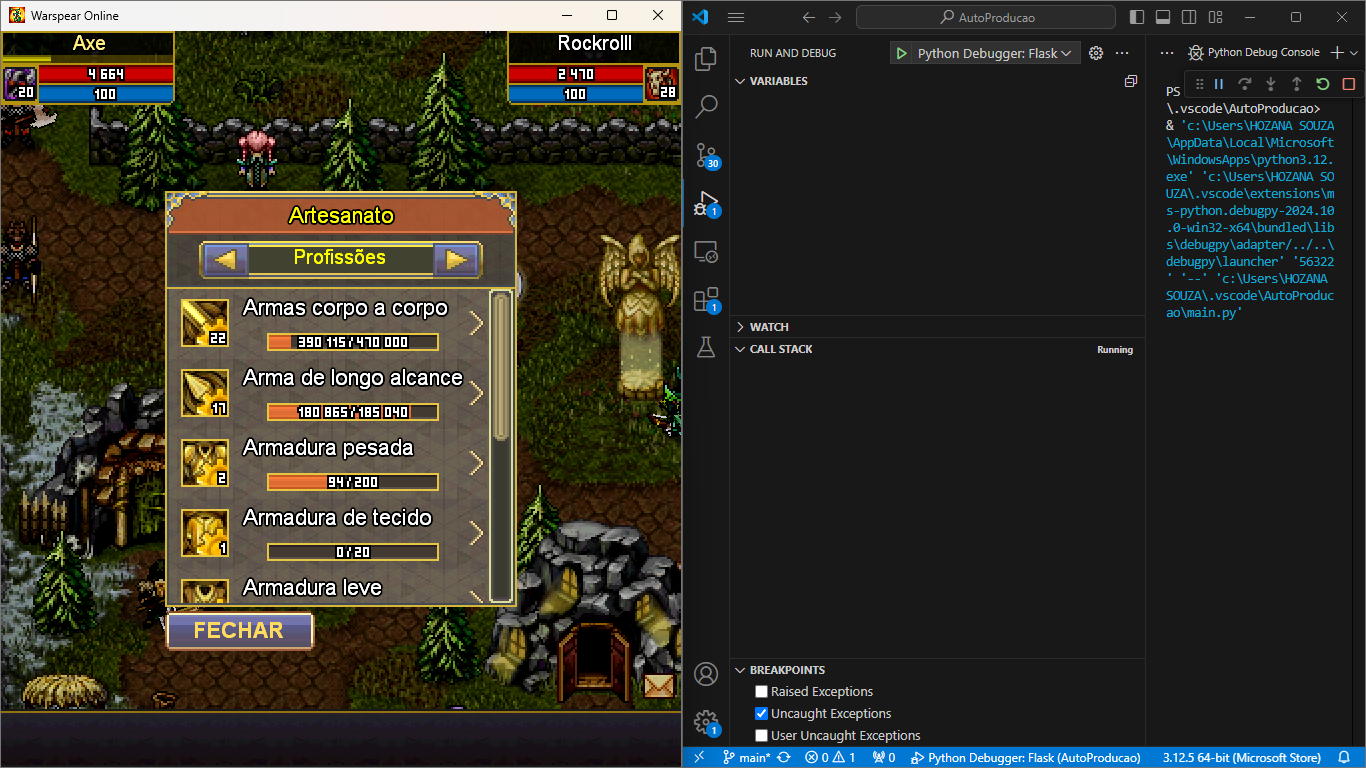 Warspear Online
Axe
4 664
20
100
Rockrolll
2 470
100
28
Artesanato
Profissões
Armas corpo a corpo
22
390 115/470 000
Arma de longo alcance
17
180 865/185 040
Armadura pesada
2
94/200
Armadura de tecido
1
0/20
Armadura leve
FECHAR
AutoProducao
RUN AND DEBUG
Python Debugger: Flask
VARIABLES
30
1
1
WATCH
CALL STACK
Running
BREAKPOINTS
Raised Exceptions
Uncaught Exceptions
User Uncaught Exceptions
1
Python Debug Console
PS
\.vscode\AutoProducao>
& 'c:\Users\HOZANA SOUZA
\AppData\Local\Microsoft
\WindowsApps\python3.12.
exe' 'c:\Users\HOZANA SO
UZA\.vscode\extensions\m
s-python.debugpy-2024.10
.0-win32-x64\bundled\lib
s\debugpy\adapter/../..\
debugpy\launcher' '56322
' '--' 'c:\Users\HOZANA
SOUZA\.vscode\AutoProduc
ao\main.py'
main*
0
1
0
Python Debugger: Flask (AutoProducao)
3.12.5 64-bit (Microsoft Store)